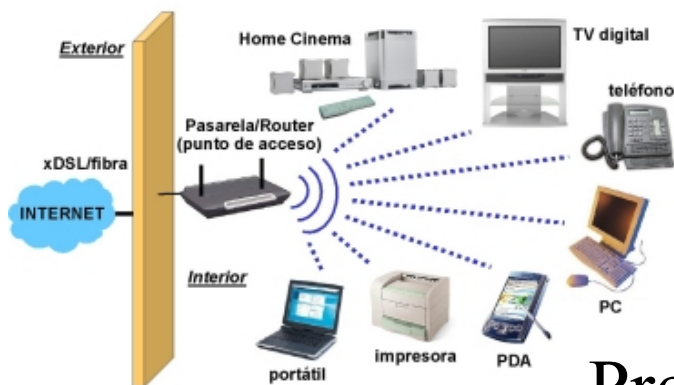 Exterior
Home Cinema
TV digital
teléfono
Pasarela/Router
(punto de acceso)
xDSL/fibra
INTERNET
Interior
PC
portátil
impresora
PDA